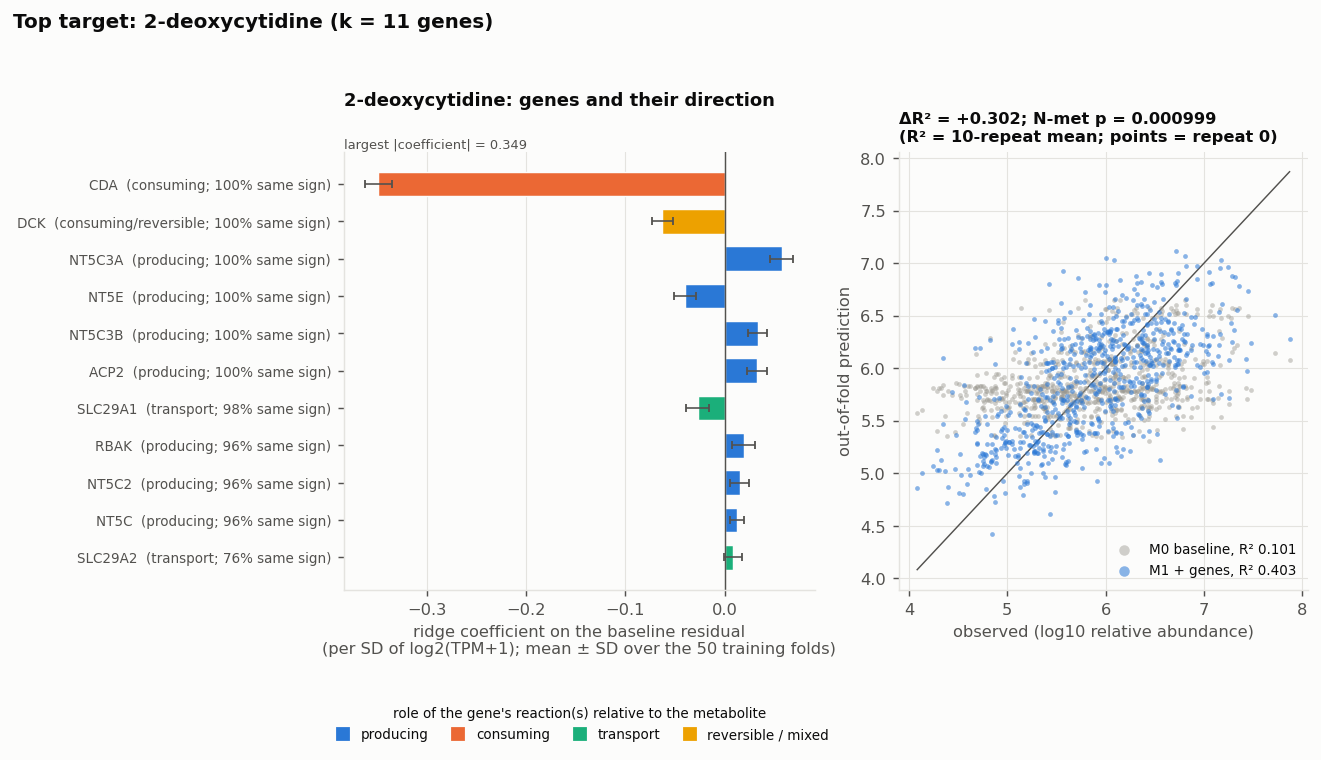 Top target: 2-deoxycytidine (k = 11 genes)
2-deoxycytidine: genes and their direction
largest |coefficient| = 0.349
CDA (consuming; 100% same sign)
DCK (consuming/reversible; 100% same sign)
NT5C3A (producing; 100% same sign)
NT5E (producing; 100% same sign)
NT5C3B (producing; 100% same sign)
ACP2 (producing; 100% same sign)
SLC29A1 (transport; 98% same sign)
RBAK (producing; 96% same sign)
NT5C2 (producing; 96% same sign)
NT5C (producing; 96% same sign)
SLC29A2 (transport; 76% same sign)
−0.3 −0.2 −0.1 0.0
ridge coefficient on the baseline residual
(per SD of log2(TPM+1); mean ± SD over the 50 training folds)
role of the gene's reaction(s) relative to the metabolite
producing consuming transport reversible / mixed
ΔR² = +0.302; N-met p = 0.000999
(R² = 10-repeat mean; points = repeat 0)
8.0
7.5
7.0
6.5
6.0
5.5
5.0
4.5
4.0
out-of-fold prediction
M0 baseline, R² 0.101
M1 + genes, R² 0.403
4 5 6 7 8
observed (log10 relative abundance)